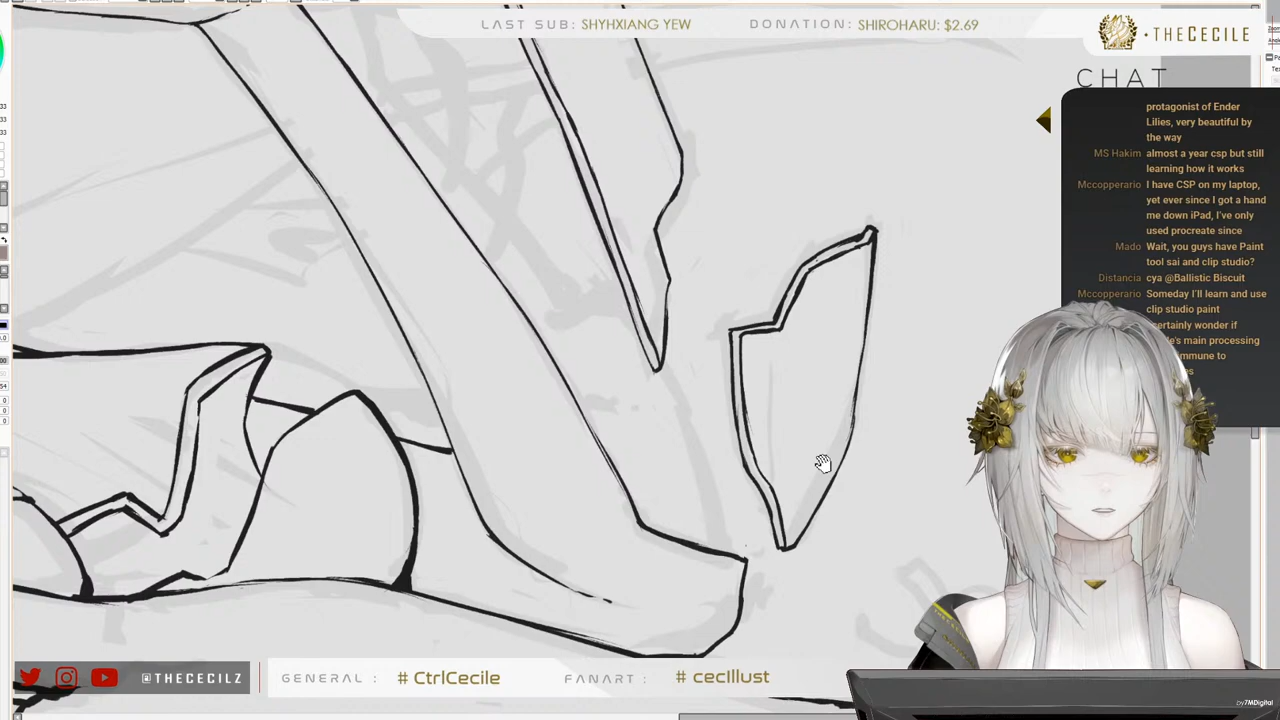 LAST SUB: SHYHXIANG YEW
DONATION: SHIROHARU: $2.69
·THECECILE
CHAT
protagonist of Ender
Lilies, very beautiful by
the way
MS Hakim almost a year csp but still
learning how it works
Mccopperario I have CSP on my laptop,
yet ever since I got a hand
me down iPad, I've only
used procreate since
Mado Wait, you guys have Paint
tool sai and clip studio?
Distancia cya @Ballistic Biscuit
Mccopperario Someday I'll learn and use
clip studio paint
certainly wonder if
main processing
immune to
@THECECILZ
GENERAL : # CtrlCecile
FANART : # cecIllust
by7MDigital